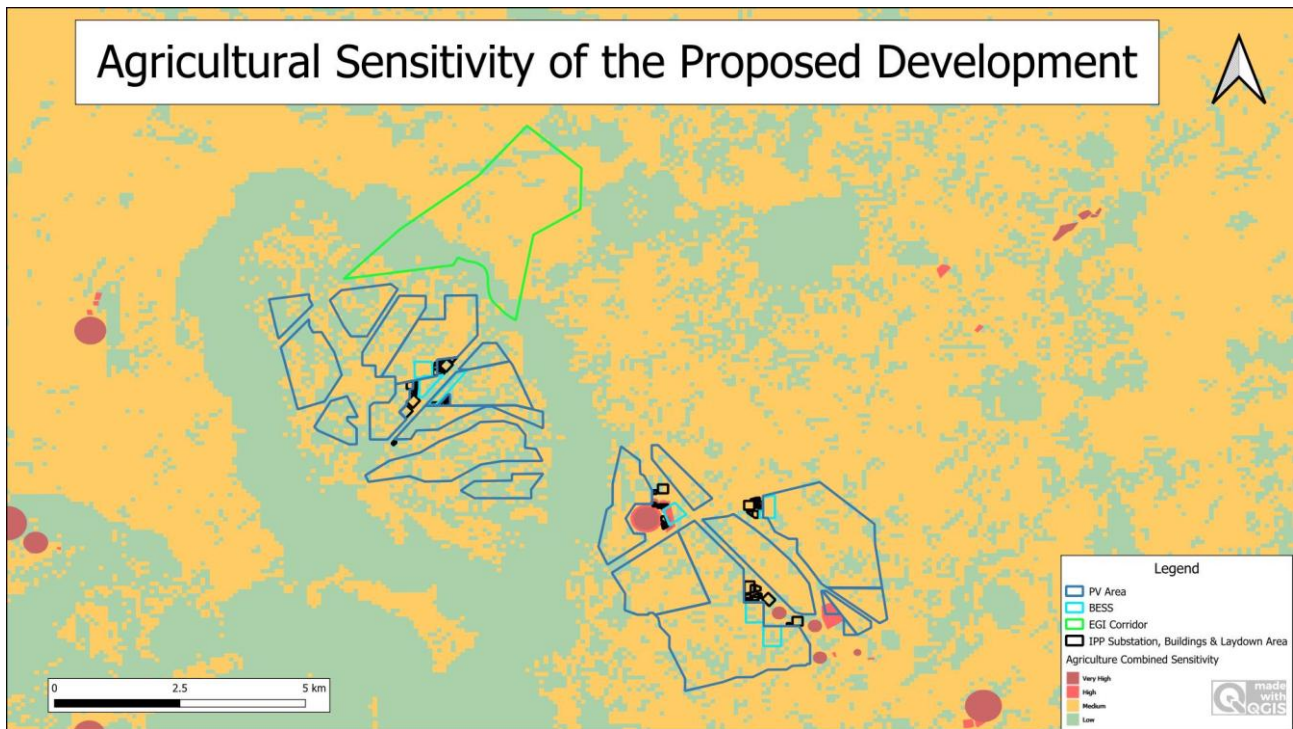 Agricultural Sensitivity of the Proposed Development
Legend
PV Area
BESS
EGI Corridor
IPP Substation, Buildings & Laydown Area
Agriculture Combined Sensitivity
Very High
High
Medium
Low
0 2.5 5 km
made
with
QGIS